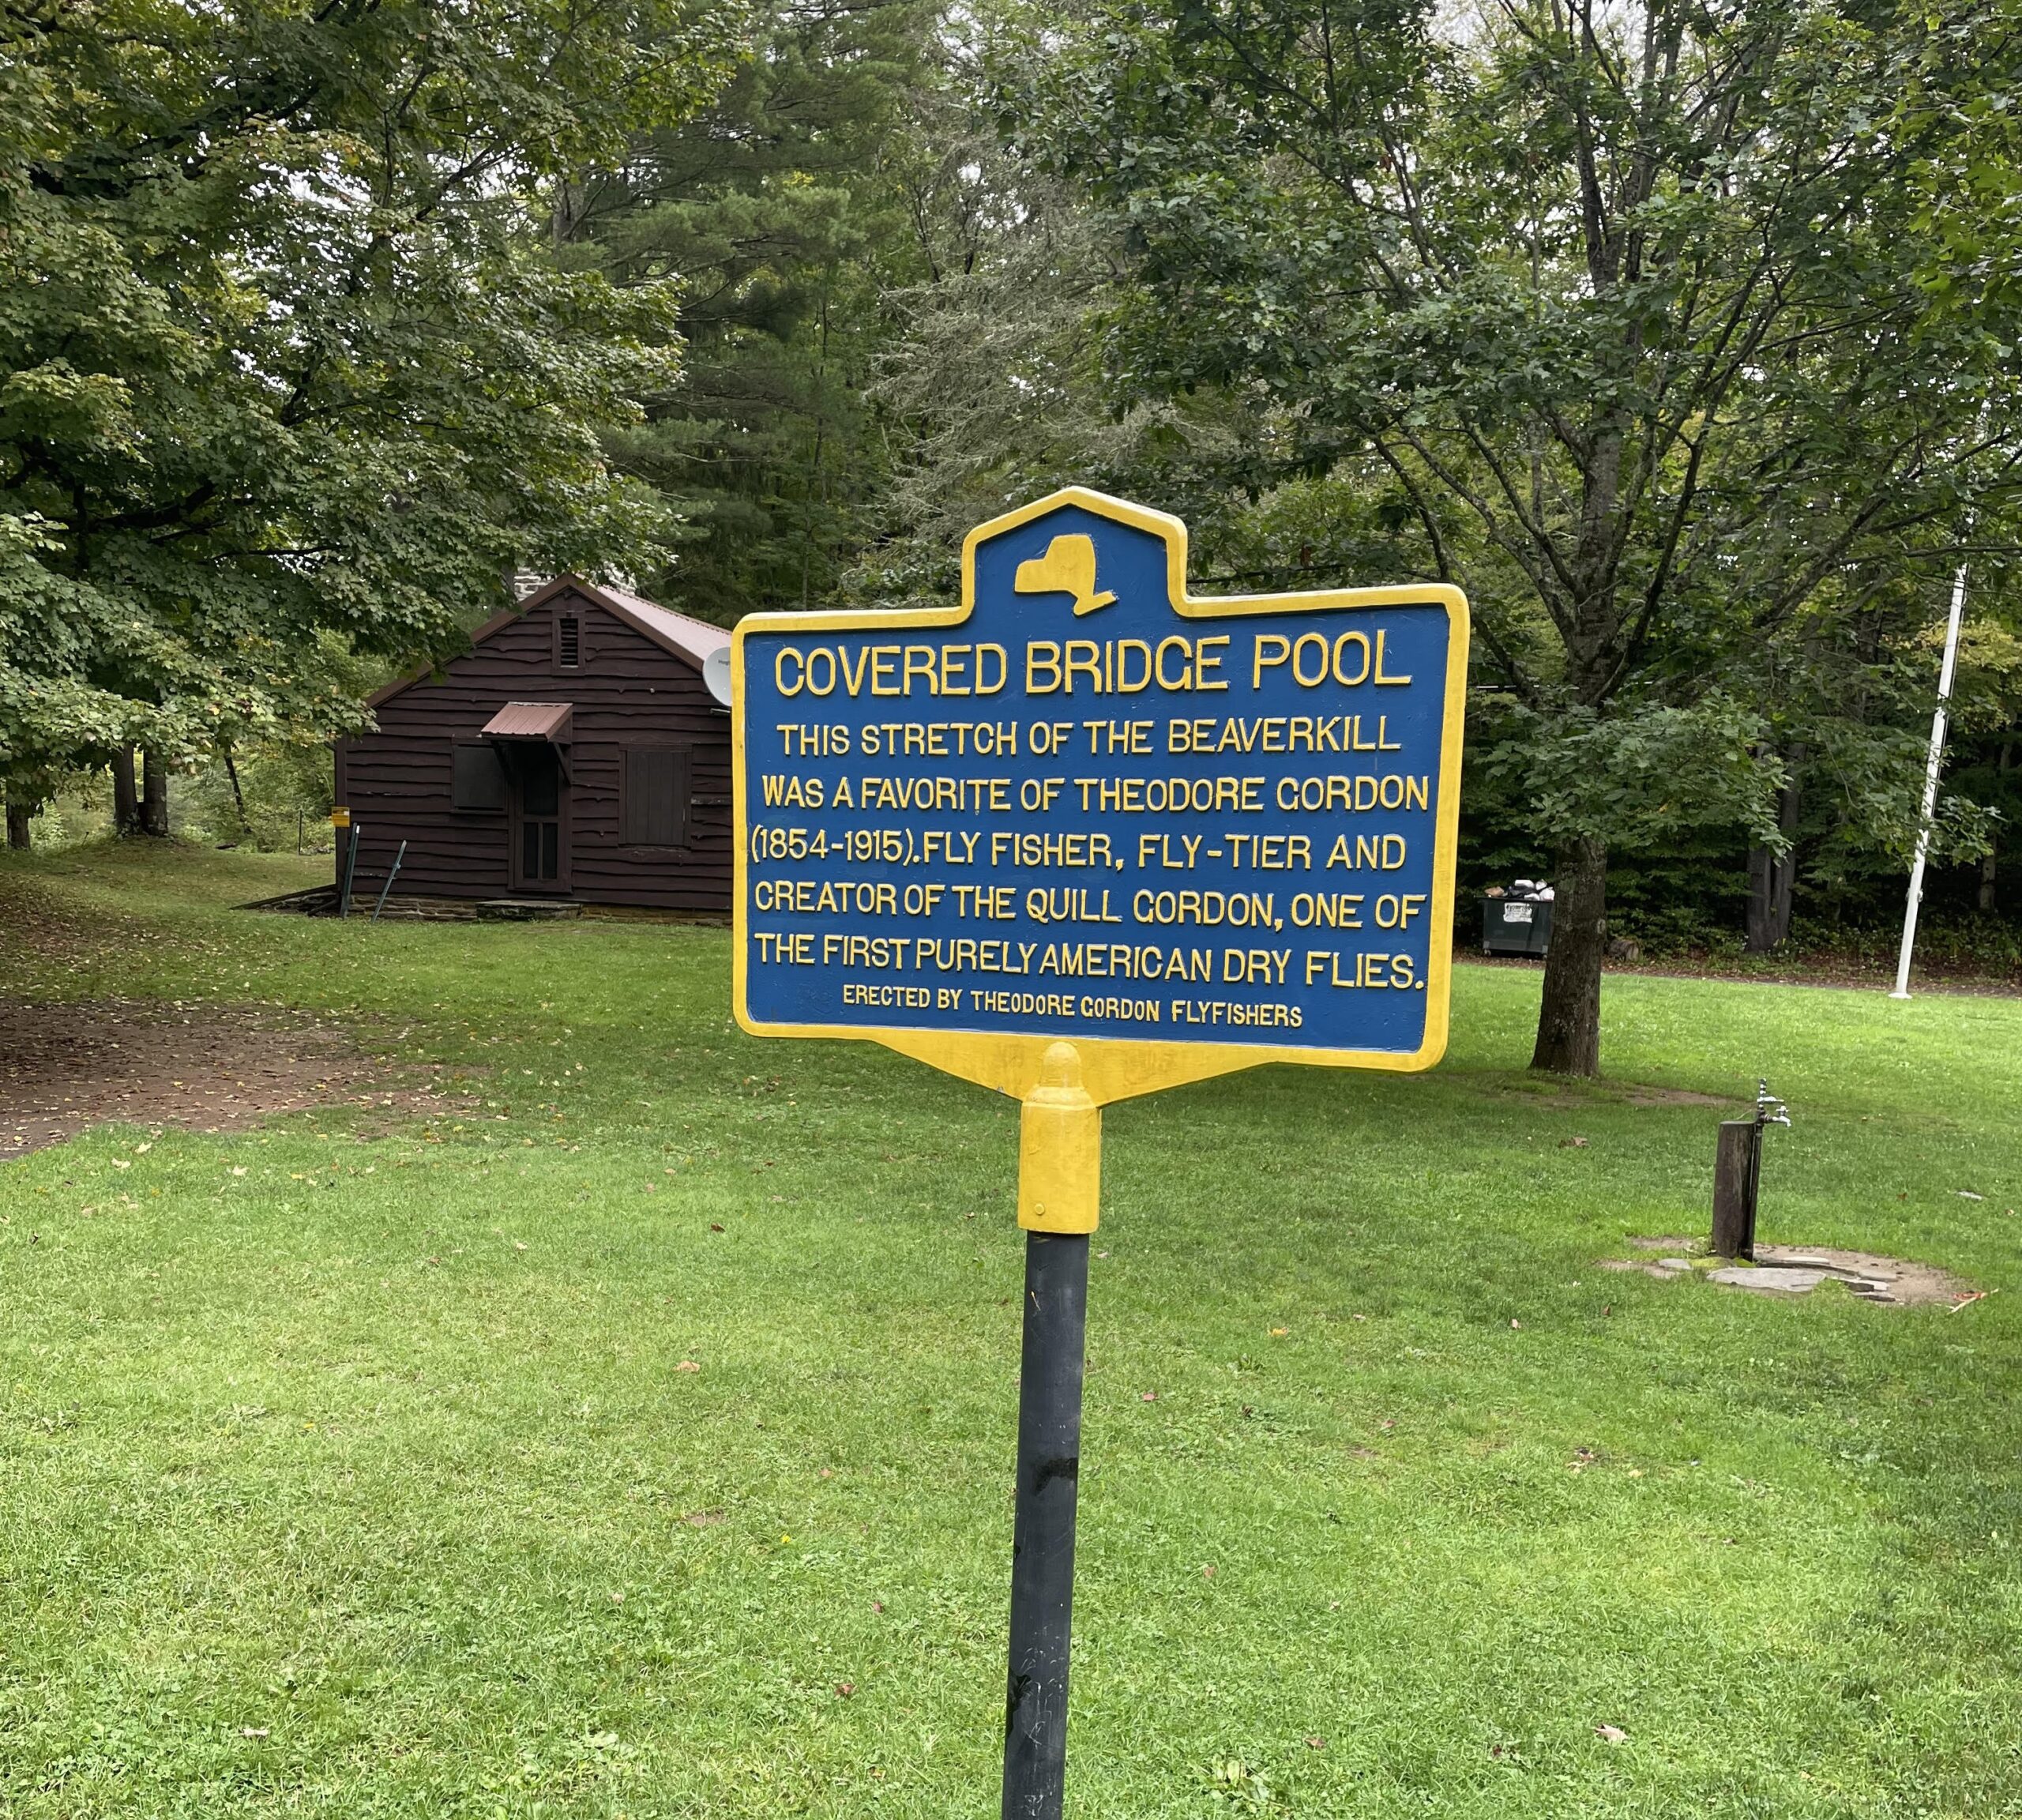 COVERED BRIDGE POOL
THIS STRETCH OF THE BEAVERKILL
WAS A FAVORITE OF THEODORE GORDON
(1854-1915).FLY FISHER, FLY-TIER AND
CREATOR OF THE QUILL GORDON, ONE OF
THE FIRST PURELY AMERICAN DRY FLIES.
ERECTED BY THEODORE GORDON FLYFISHERS